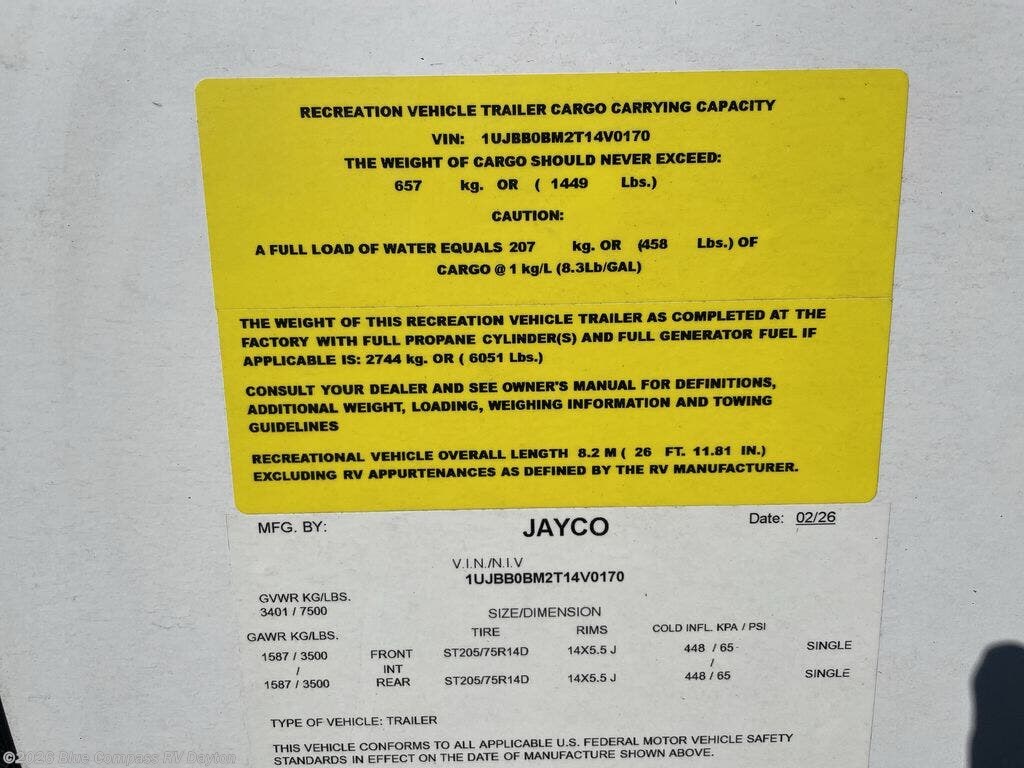 RECREATION VEHICLE TRAILER CARGO CARRYING CAPACITY
VIN: 1UJBB0BM2T14V0170
THE WEIGHT OF CARGO SHOULD NEVER EXCEED:
657 kg. OR ( 1449 Lbs.)
CAUTION:
A FULL LOAD OF WATER EQUALS 207 kg. OR (458 Lbs.) OF
CARGO @ 1 kg/L (8.3Lb/GAL)
THE WEIGHT OF THIS RECREATION VEHICLE TRAILER AS COMPLETED AT THE
FACTORY WITH FULL PROPANE CYLINDER(S) AND FULL GENERATOR FUEL IF
APPLICABLE IS: 2744 kg. OR ( 6051 Lbs.)
CONSULT YOUR DEALER AND SEE OWNER'S MANUAL FOR DEFINITIONS,
ADDITIONAL WEIGHT, LOADING, WEIGHING INFORMATION AND TOWING
GUIDELINES
RECREATIONAL VEHICLE OVERALL LENGTH 8.2 M ( 26 FT. 11.81 IN.)
EXCLUDING RV APPURTENANCES AS DEFINED BY THE RV MANUFACTURER.
MFG. BY: JAYCO Date: 02/26
V.I.N./N.I.V
1UJBB0BM2T14V0170
GVWR KG/LBS.
3401 / 7500
SIZE/DIMENSION
GAWR KG/LBS. TIRE RIMS COLD INFL. KPA / PSI
1587 / 3500 FRONT ST205/75R14D 14X5.5 J 448 / 65 SINGLE
/ INT /
1587 / 3500 REAR ST205/75R14D 14X5.5 J 448 / 65 SINGLE
TYPE OF VEHICLE: TRAILER
THIS VEHICLE CONFORMS TO ALL APPLICABLE U.S. FEDERAL MOTOR VEHICLE SAFETY
STANDARDS IN EFFECT ON THE DATE OF MANUFACTURE SHOWN ABOVE.
©2026 Blue Compass RV Dayton